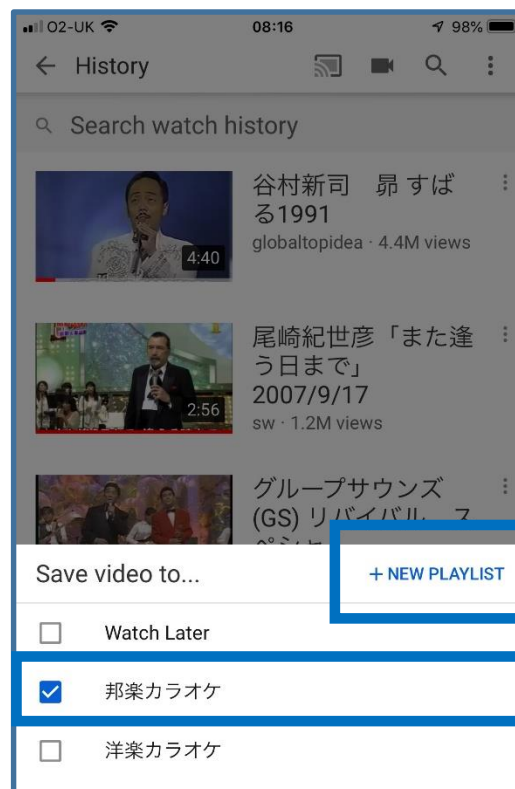 O2-UK 08:16 98%
History
Search watch history
谷村新司 昴 すば
る1991
globaltopidea · 4.4M views
4:40
尾崎紀世彦「また逢
う日まで」
2007/9/17
sw · 1.2M views
2:56
グループサウンズ
(GS) リバイバル ス
ペシャ
Save video to...
+ NEW PLAYLIST
Watch Later
邦楽カラオケ
洋楽カラオケ